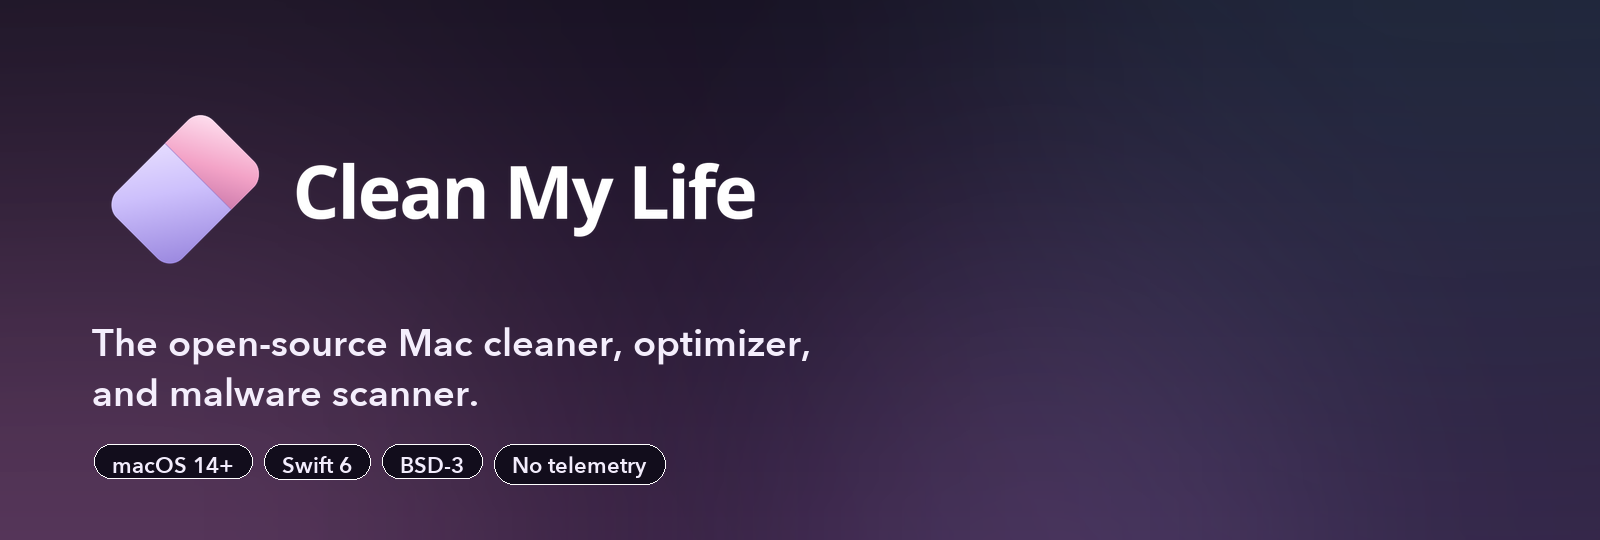 Clean My Life
The open-source Mac cleaner, optimizer,
and malware scanner.
macOS 14+ Swift 6 BSD-3 No telemetry